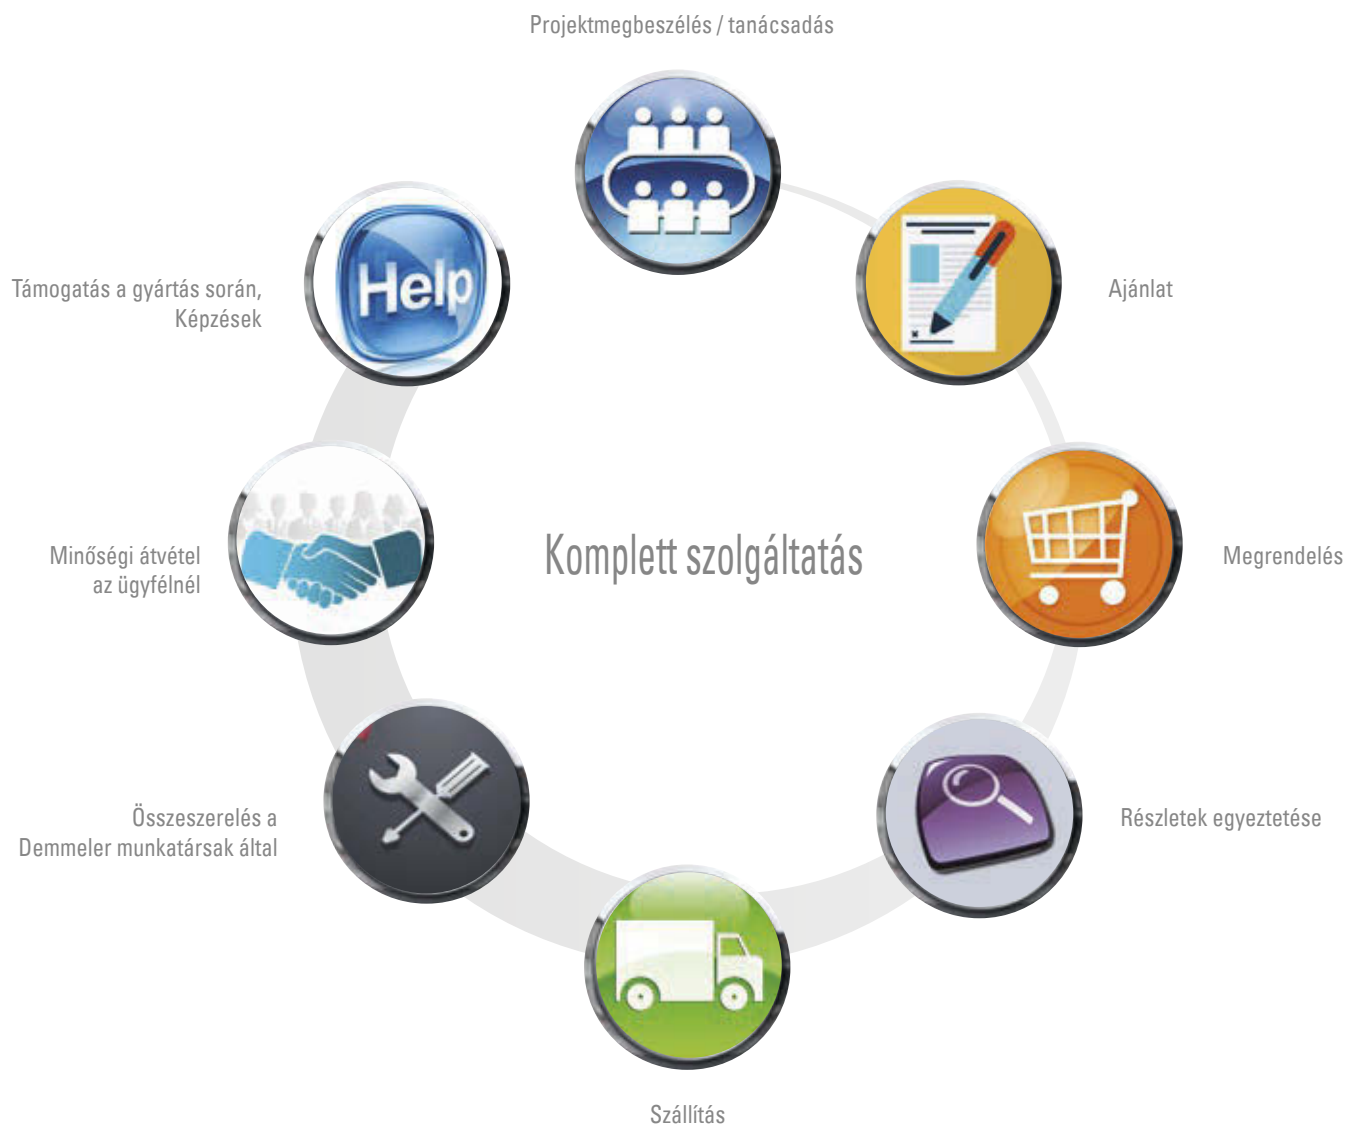 Projektmegbeszélés / tanácsadás
Help
Támogatás a gyártás során,
Képzések
Ajánlat
Minőségi átvétel
az ügyfélnél
Komplett szolgáltatás
Megrendelés
Összeszerelés a
Demmeler munkatársak által
Részletek egyeztetése
Szállítás